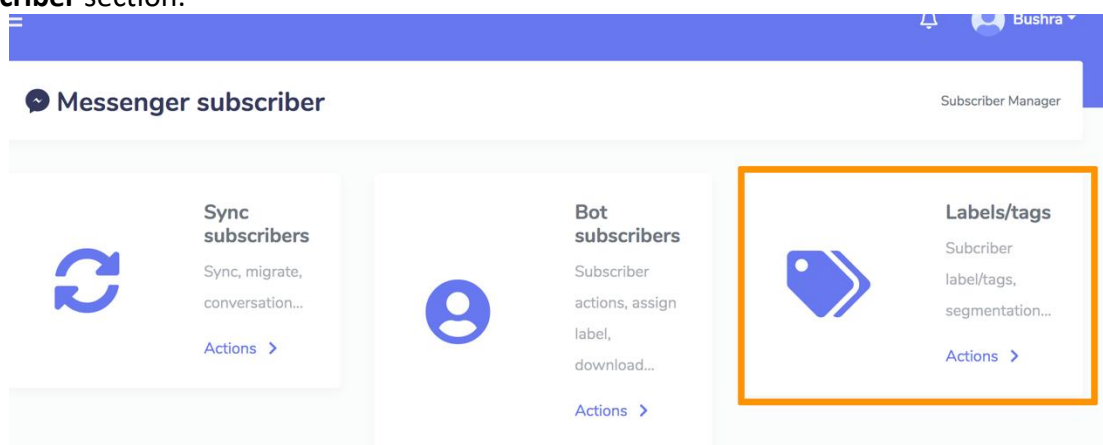 criber section.
Bushra
Messenger subscriber
Subscriber Manager
Sync
subscribers
Sync, migrate,
conversation...
Actions >
Bot
subscribers
Subscriber
actions, assign
label,
download...
Actions >
Labels/tags
Subcriber
label/tags,
segmentation...
Actions >